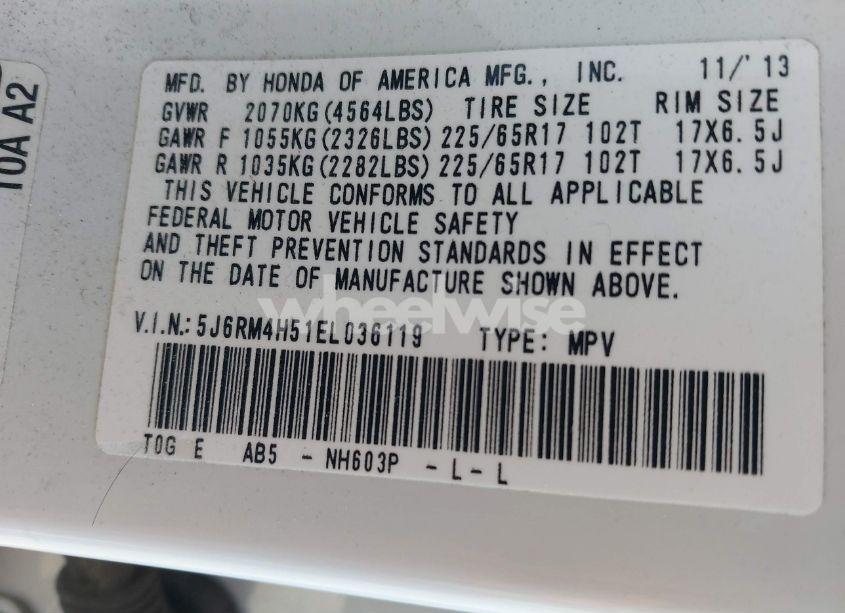 MFD. BY HONDA OF AMERICA MFG., INC. 11/'13
GVWR 2070KG(4564LBS) TIRE SIZE RIM SIZE
GAWR F 1055KG(2326LBS) 225/65R17 102T 17X6.5J
GAWR R 1035KG(2282LBS) 225/65R17 102T 17X6.5J
THIS VEHICLE CONFORMS TO ALL APPLICABLE
FEDERAL MOTOR VEHICLE SAFETY
AND THEFT PREVENTION STANDARDS IN EFFECT
ON THE DATE OF MANUFACTURE SHOWN ABOVE.
wheelwise
V.I.N.: 5J6RM4H51EL036119 TYPE: MPV
T0G E AB5 - NH603P - L - L
T0A A2